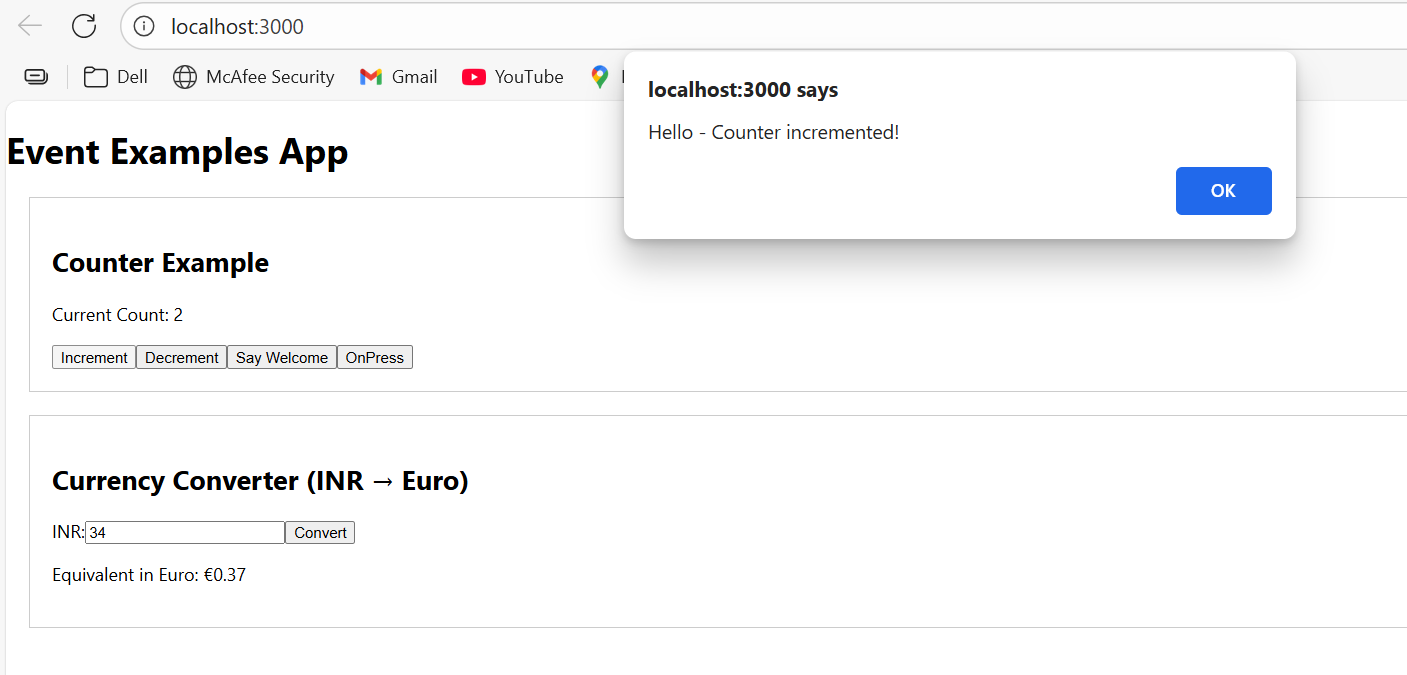 localhost:3000
Dell McAfee Security Gmail YouTube
localhost:3000 says
Hello - Counter incremented!
OK
Event Examples App
Counter Example
Current Count: 2
Increment Decrement Say Welcome OnPress
Currency Converter (INR → Euro)
INR: 34 Convert
Equivalent in Euro: €0.37